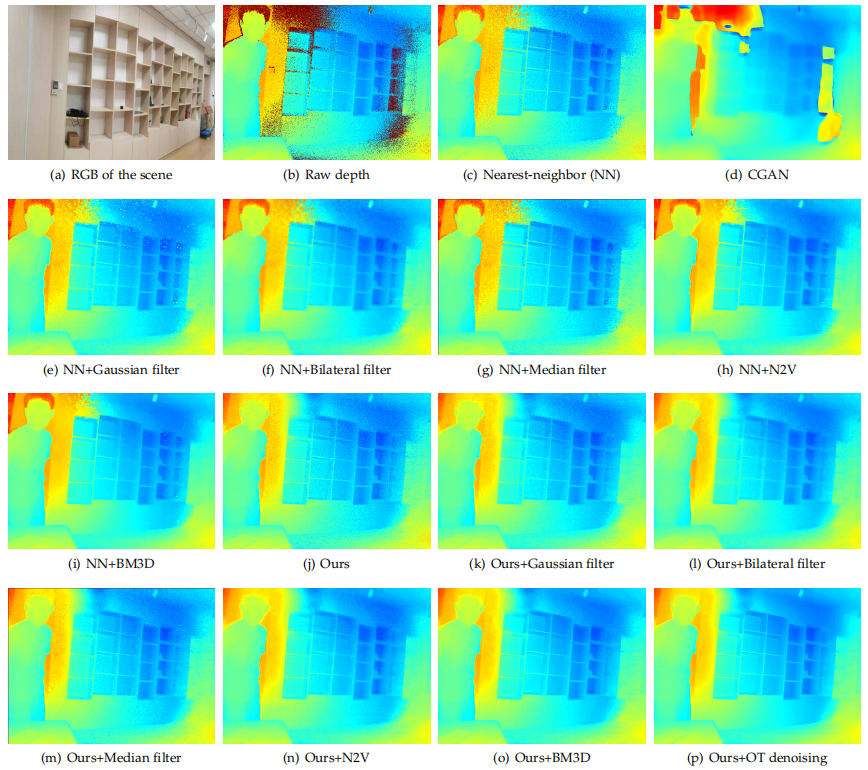 (a) RGB of the scene
(b) Raw depth
(c) Nearest-neighbor (NN)
(d) CGAN
(e) NN+Gaussian filter
(f) NN+Bilateral filter
(g) NN+Median filter
(h) NN+N2V
(i) NN+BM3D
(j) Ours
(k) Ours+Gaussian filter
(l) Ours+Bilateral filter
(m) Ours+Median filter
(n) Ours+N2V
(o) Ours+BM3D
(p) Ours+OT denoising